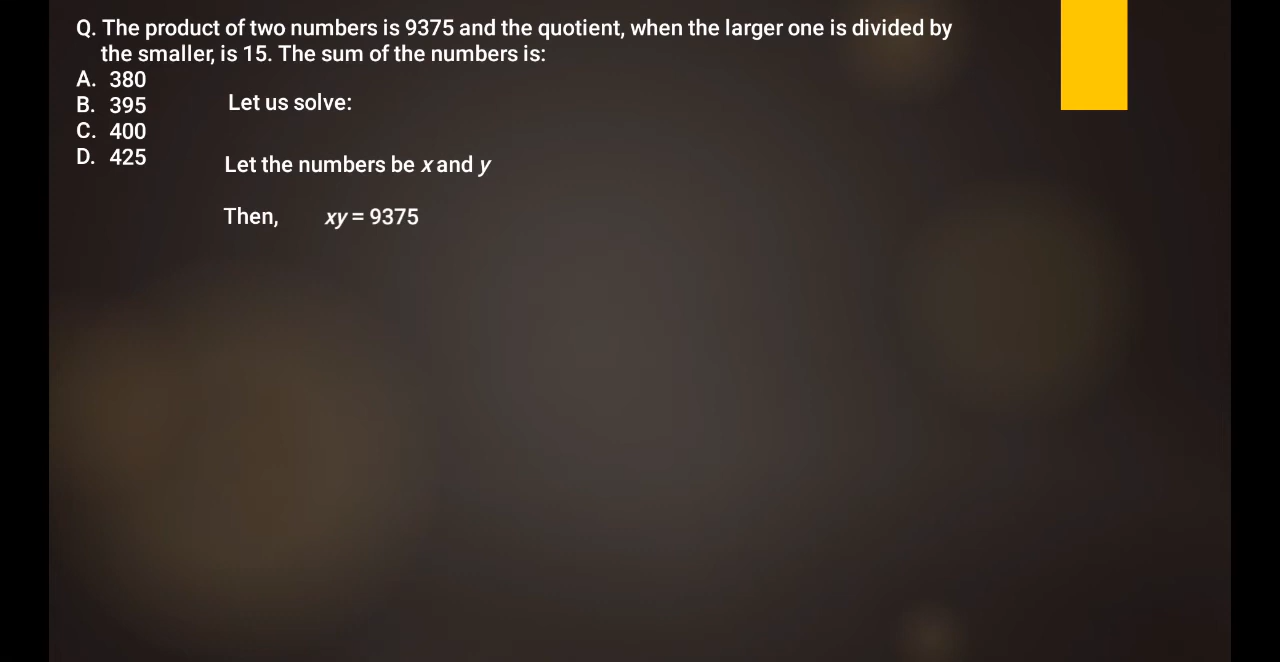 Q. The product of two numbers is 9375 and the quotient, when the larger one is divided by
the smaller, is 15. The sum of the numbers is:
A. 380
B. 395
C. 400
D. 425
Let us solve:
Let the numbers be x and y
Then, xy = 9375